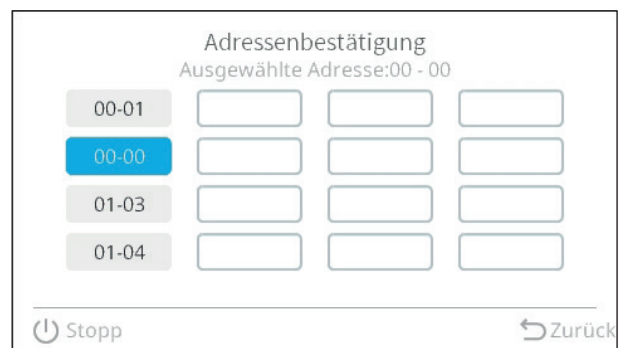 Adressenbestätigung
Ausgewählte Adresse:00 - 00
00-01
00-00
01-03
01-04
Stopp Zurück